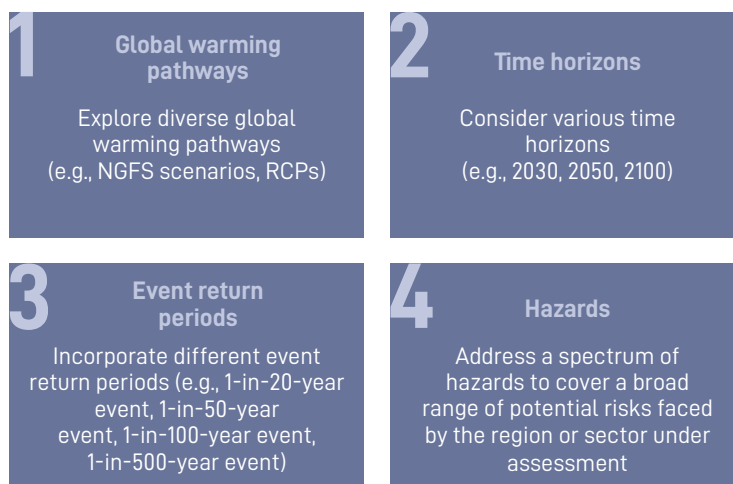 1
Global warming
pathways
Explore diverse global
warming pathways
(e.g., NGFS scenarios, RCPs)
2
Time horizons
Consider various time
horizons
(e.g., 2030, 2050, 2100)
3
Event return
periods
Incorporate different event
return periods (e.g., 1-in-20-year
event, 1-in-50-year
event, 1-in-100-year event,
1-in-500-year event)
4
Hazards
Address a spectrum of
hazards to cover a broad
range of potential risks faced
by the region or sector under
assessment